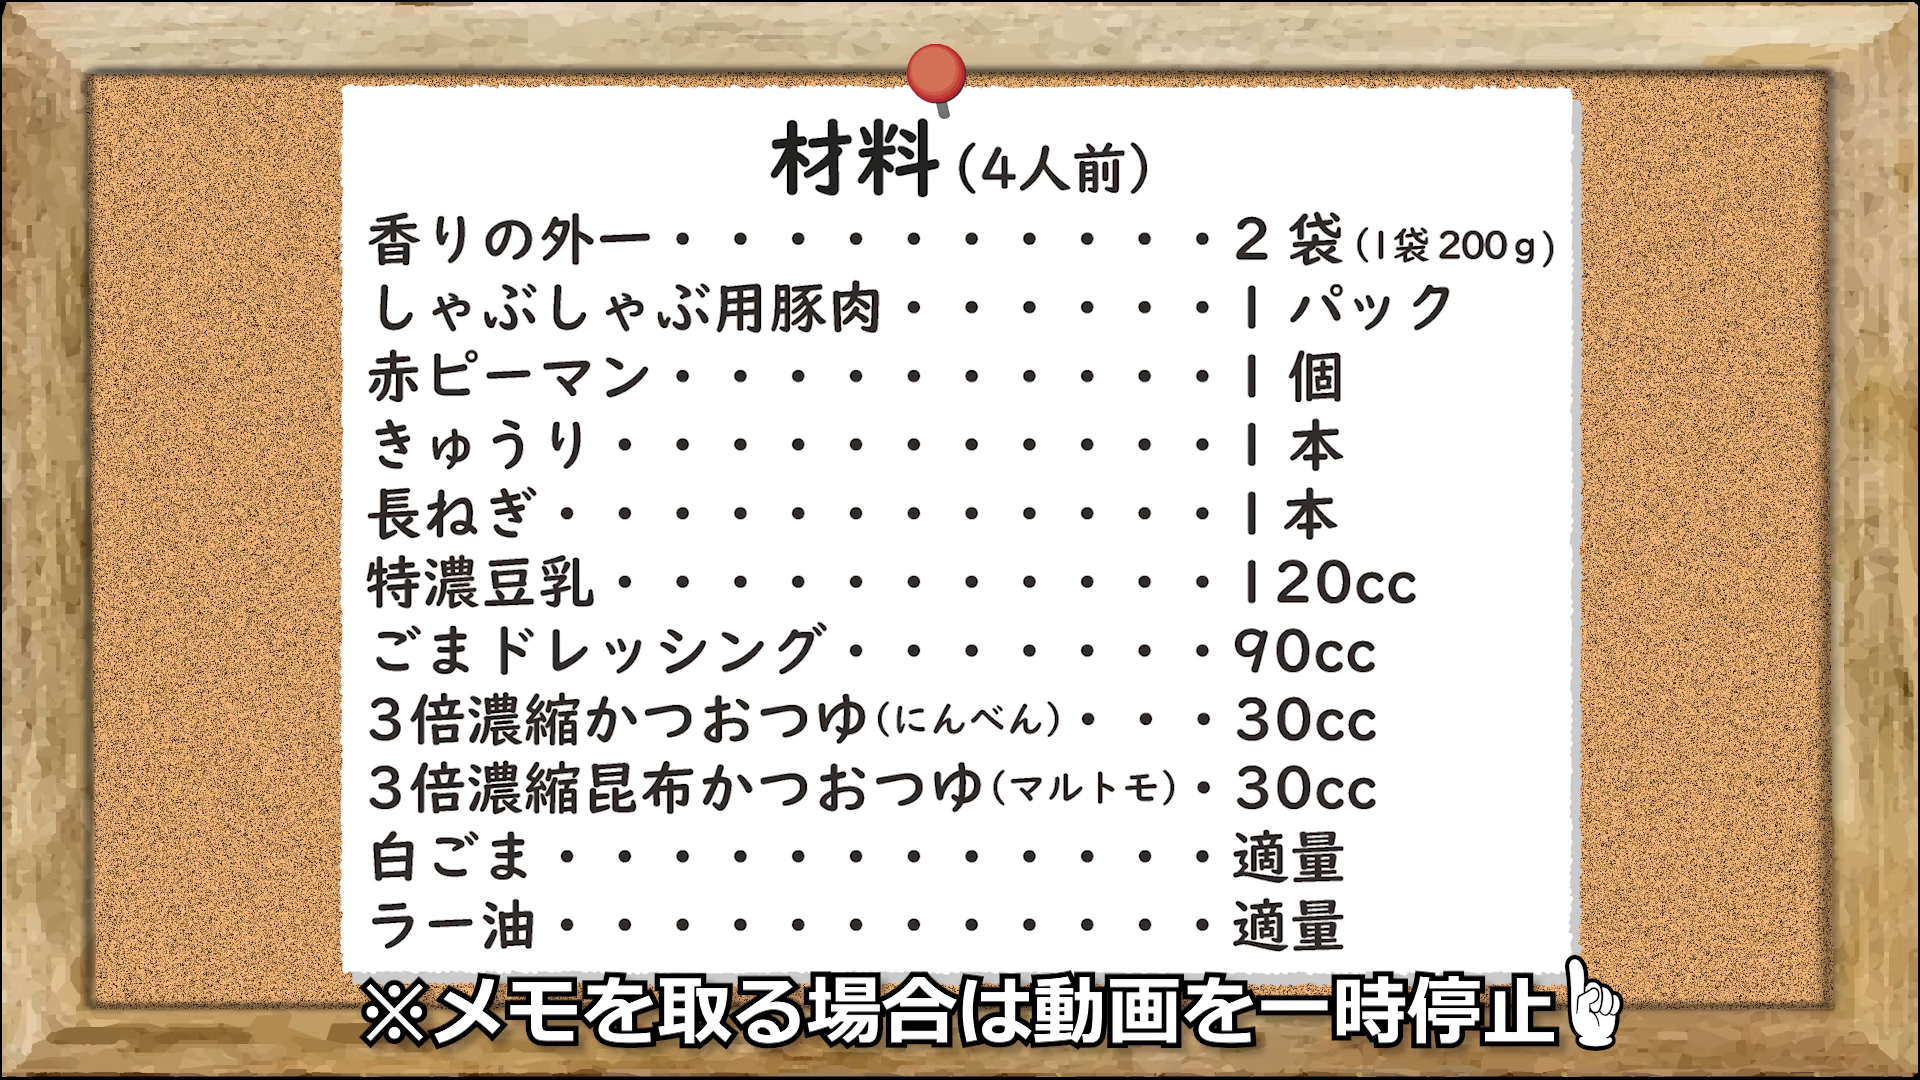 材料(4人前)
香りの外一・・・・・・・・・・2 袋(1袋200g)
しゃぶしゃぶ用豚肉・・・・・・1 パック
赤ピーマン・・・・・・・・・・1 個
きゅうり・・・・・・・・・・・1 本
長ねぎ・・・・・・・・・・・・1 本
特濃豆乳・・・・・・・・・・・120cc
ごまドレッシング・・・・・・・90cc
3倍濃縮かつおつゆ(にんべん)・・・30cc
3倍濃縮昆布かつおつゆ(マルトモ)・30cc
白ごま・・・・・・・・・・・・適量
ラー油・・・・・・・・・・・・適量
※メモを取る場合は動画を一時停止